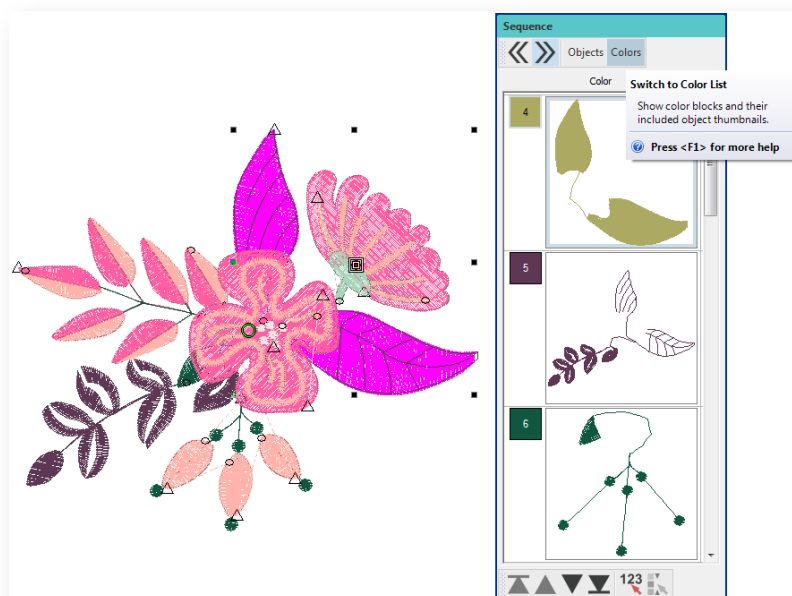 Sequence
Objects Colors
Color
Switch to Color List
Show color blocks and their
included object thumbnails.
Press <F1> for more help
4
5
6
123